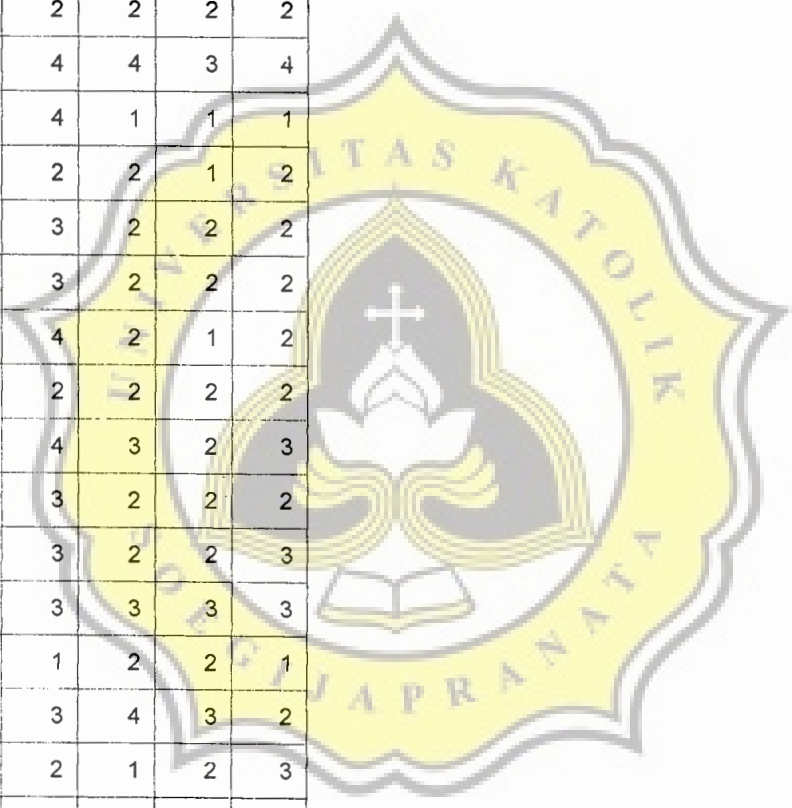 2 2 2 2
4 4 3 4
4 1 1 1
2 2 1 2
3 2 2 2
3 2 2 2
4 2 1 2
2 2 2 2
4 3 2 3
3 2 2 2
3 2 2 3
3 3 3 3
1 2 2 1
3 4 3 2
2 1 2 3
UNIVERSITAS KATOLIK
SOEGIJAPRANATA